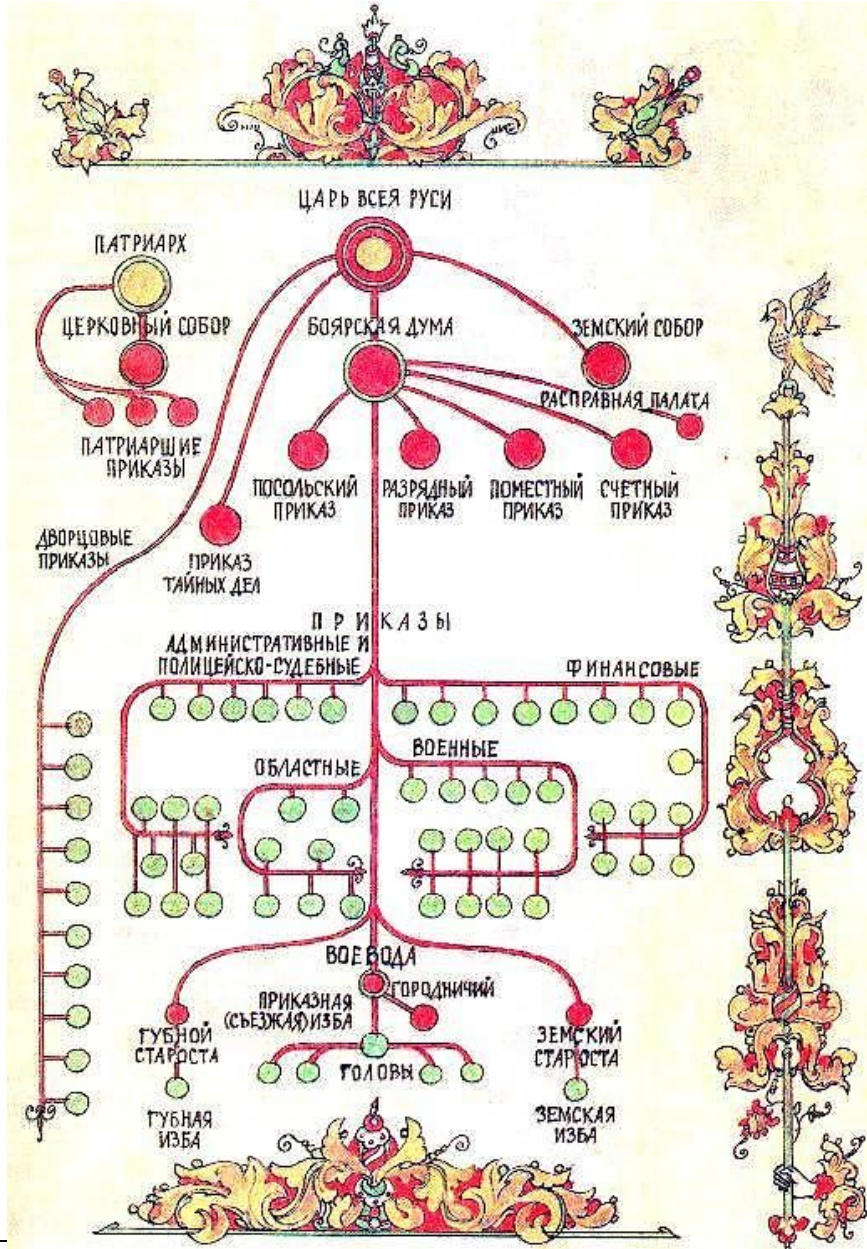 ЦАРЬ ВСЕЯ РУСИ
ПАТРИАРХ
ЦЕРКОВНЫЙ СОБОР
БОЯРСКАЯ ДУМА
ЗЕМСКИЙ СОБОР
РАСПРАВНАЯ ПАЛАТА
ПАТРИАРШИЕ
ПРИКАЗЫ
ПОСОЛЬСКИЙ
ПРИКАЗ
РАЗРЯДНЫЙ
ПРИКАЗ
ПОМЕСТНЫЙ
ПРИКАЗ
СЧЕТНЫЙ
ПРИКАЗ
ДВОРЦОВЫЕ
ПРИКАЗЫ
ПРИКАЗ
ТАЙНЫХ ДЕЛ
ПРИКАЗЫ
АДМИНИСТРАТИВНЫЕ И
ПОЛИЦЕЙСКО-СУДЕБНЫЕ
ФИНАНСОВЫЕ
ОБЛАСТНЫЕ
ВОЕННЫЕ
ВОЕВОДА
ПРИКАЗНАЯ
(СЪЕЗЖАЯ) ИЗБА
ГОРОДНИЧИЙ
ГУБНОЙ
СТАРОСТА
ЗЕМСКИЙ
СТАРОСТА
ГОЛОВЫ
ГУБНАЯ
ИЗБА
ЗЕМСКАЯ
ИЗБА